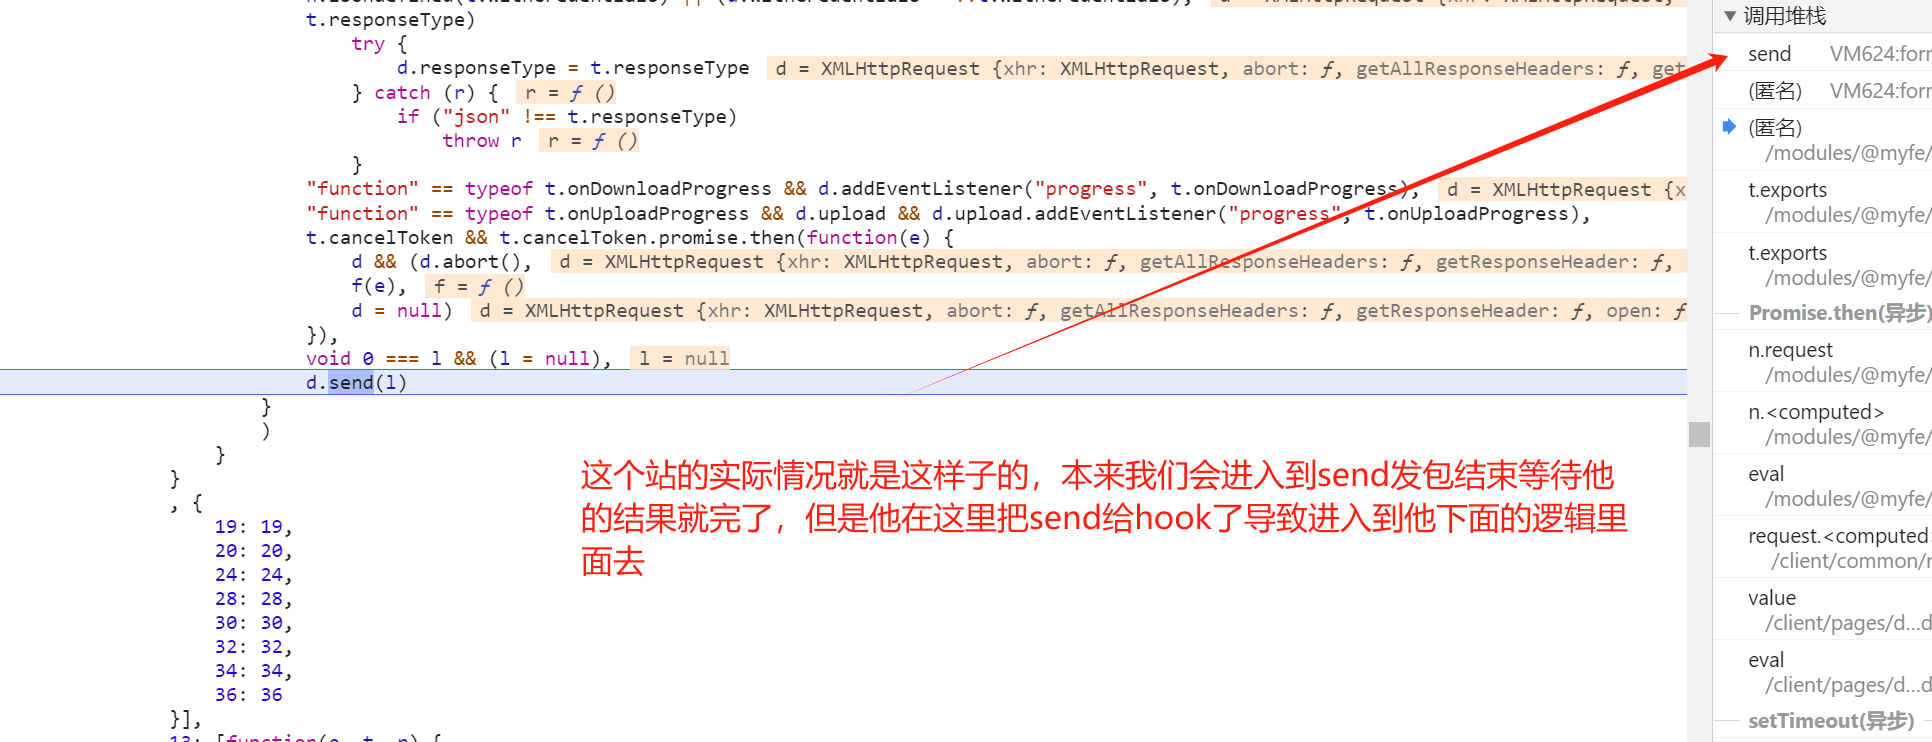 t.responseType)
try {
d.responseType = t.responseType d = XMLHttpRequest {xhr: XMLHttpRequest, abort: ƒ, getAllResponseHeaders: ƒ, get
} catch (r) { r = ƒ ()
if ("json" !== t.responseType)
throw r r = ƒ ()
}
"function" == typeof t.onDownloadProgress && d.addEventListener("progress", t.onDownloadProgress), d = XMLHttpRequest {x
"function" == typeof t.onUploadProgress && d.upload && d.upload.addEventListener("progress", t.onUploadProgress),
t.cancelToken && t.cancelToken.promise.then(function(e) {
d && (d.abort(), d = XMLHttpRequest {xhr: XMLHttpRequest, abort: ƒ, getAllResponseHeaders: ƒ, getResponseHeader: ƒ,
f(e), f = ƒ ()
d = null) d = XMLHttpRequest {xhr: XMLHttpRequest, abort: ƒ, getAllResponseHeaders: ƒ, getResponseHeader: ƒ, open: ƒ
}),
void 0 === l && (l = null), l = null
d.send(l)
}
)
}
}
, {
19: 19,
20: 20,
24: 24,
28: 28,
30: 30,
32: 32,
34: 34,
36: 36
}],
13: [function(e, t, n) {
这个站的实际情况就是这样子的，本来我们会进入到send发包结束等待他
的结果就完了，但是他在这里把send给hook了导致进入到他下面的逻辑里
面去
调用堆栈
send VM624:forr
(匿名) VM624:forr
(匿名)
/modules/@myfe/
t.exports
/modules/@myfe/
t.exports
/modules/@myfe/
Promise.then(异步)
n.request
/modules/@myfe/
n.<computed>
/modules/@myfe/
eval
/modules/@myfe/
request.<computed>
/client/common/r
value
/client/pages/d...d
eval
/client/pages/d...d
setTimeout(异步)